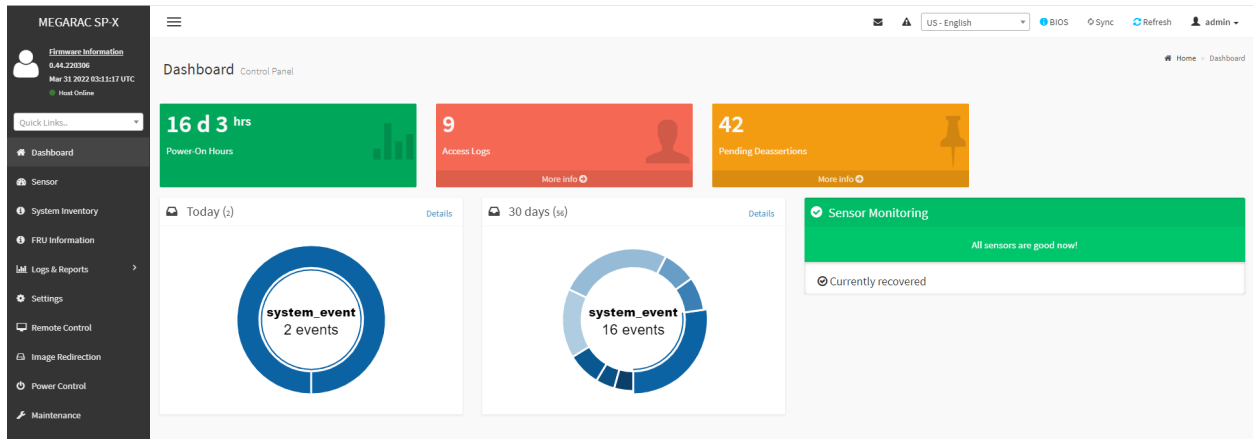 MEGARAC SP-X
US - English
BIOS
Sync
Refresh
admin
Firmware Information
0.44.220306
Mar 31 2022 03:11:17 UTC
Host Online
Quick Links..
Dashboard
Sensor
System Inventory
FRU Information
Logs & Reports
Settings
Remote Control
Image Redirection
Power Control
Maintenance
Dashboard Control Panel
Home > Dashboard
16 d 3 hrs
Power-On Hours
9
Access Logs
More info
42
Pending Deassertions
More info
Today (2)
Details
system_event
2 events
30 days (56)
Details
system_event
16 events
Sensor Monitoring
All sensors are good now!
Currently recovered